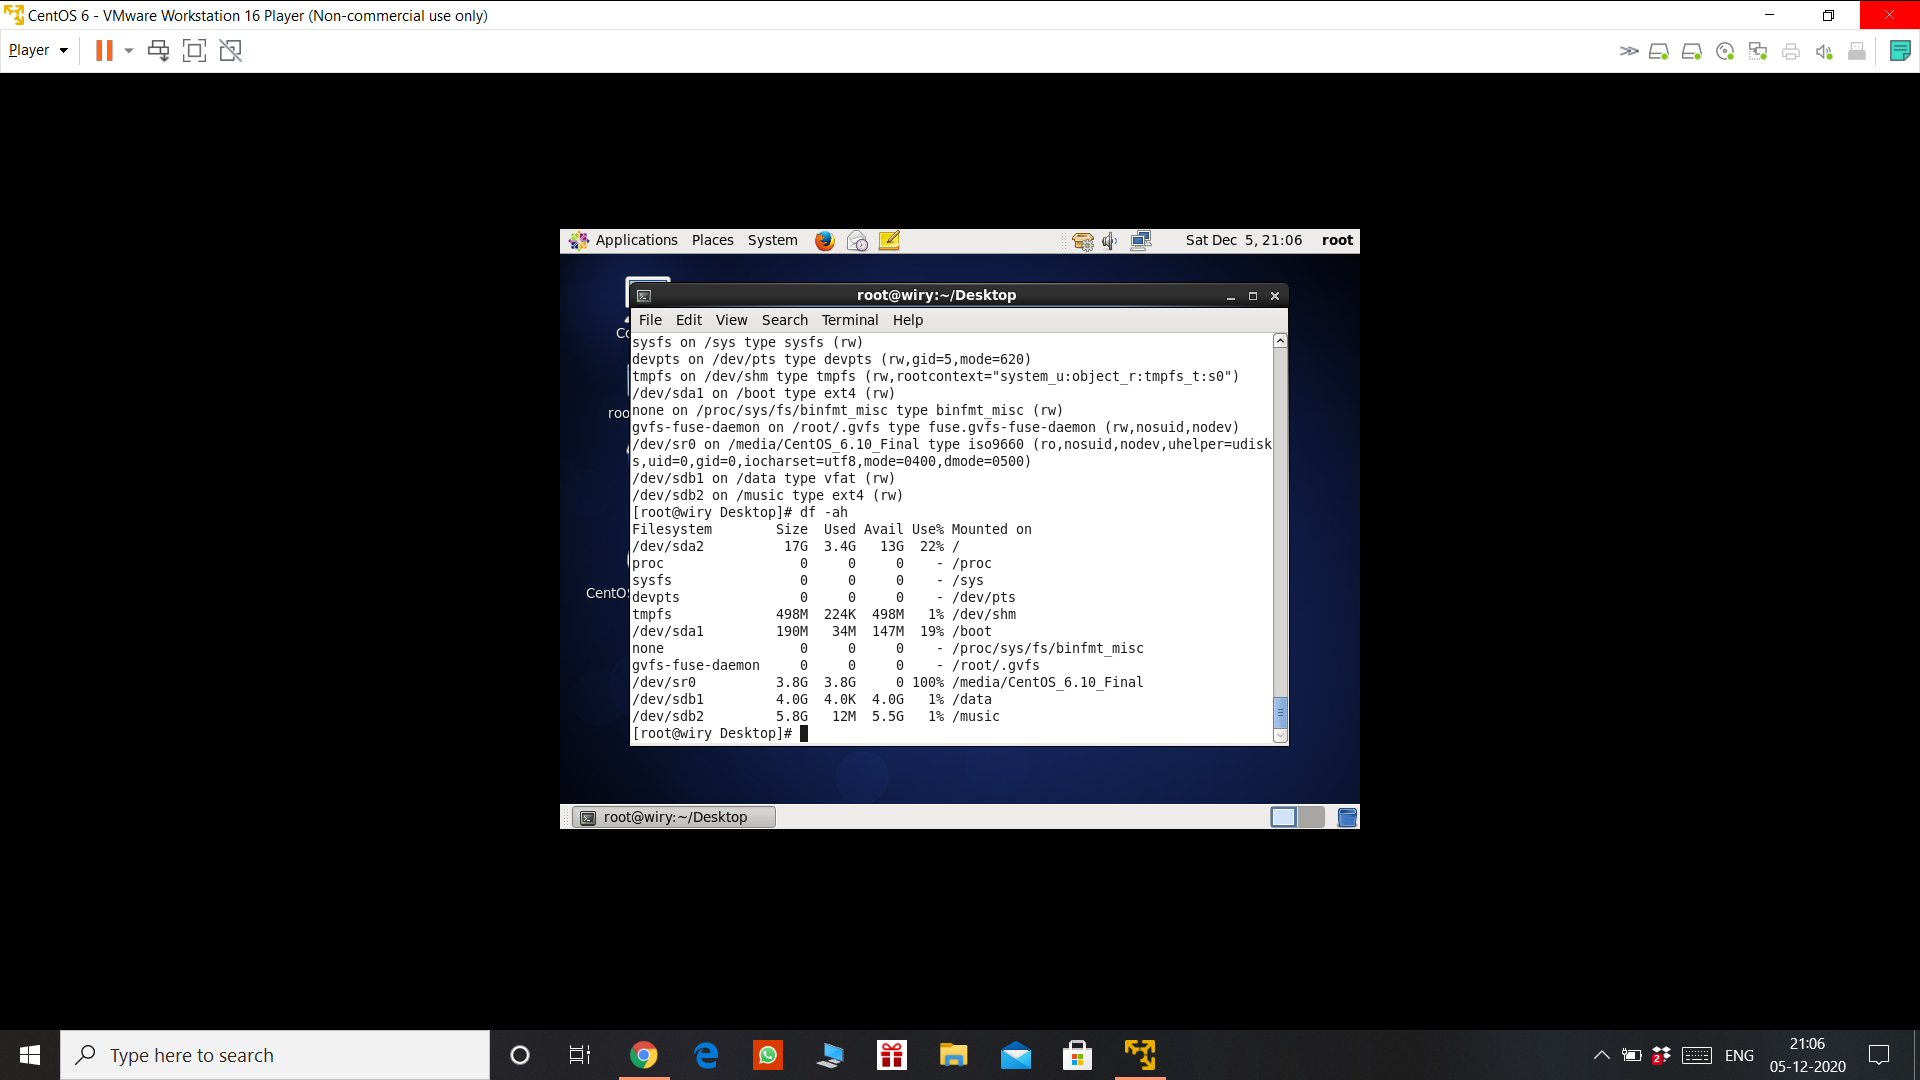 CentOS 6 - VMware Workstation 16 Player (Non-commercial use only)
Player
Applications Places System Sat Dec 5, 21:06 root
root@wiry:~/Desktop
File Edit View Search Terminal Help
sysfs on /sys type sysfs (rw)
devpts on /dev/pts type devpts (rw,gid=5,mode=620)
tmpfs on /dev/shm type tmpfs (rw,rootcontext="system_u:object_r:tmpfs_t:s0")
/dev/sda1 on /boot type ext4 (rw)
none on /proc/sys/fs/binfmt_misc type binfmt_misc (rw)
gvfs-fuse-daemon on /root/.gvfs type fuse.gvfs-fuse-daemon (rw,nosuid,nodev)
/dev/sr0 on /media/CentOS_6.10_Final type iso9660 (ro,nosuid,nodev,uhelper=udisk
s,uid=0,gid=0,iocharset=utf8,mode=0400,dmode=0500)
/dev/sdb1 on /data type vfat (rw)
/dev/sdb2 on /music type ext4 (rw)
[root@wiry Desktop]# df -ah
Filesystem Size Used Avail Use% Mounted on
/dev/sda2 17G 3.4G 13G 22% /
proc 0 0 0 - /proc
sysfs 0 0 0 - /sys
devpts 0 0 0 - /dev/pts
tmpfs 498M 224K 498M 1% /dev/shm
/dev/sda1 190M 34M 147M 19% /boot
none 0 0 0 - /proc/sys/fs/binfmt_misc
gvfs-fuse-daemon 0 0 0 - /root/.gvfs
/dev/sr0 3.8G 3.8G 0 100% /media/CentOS_6.10_Final
/dev/sdb1 4.0G 4.0K 4.0G 1% /data
/dev/sdb2 5.8G 12M 5.5G 1% /music
[root@wiry Desktop]#
root@wiry:~/Desktop
Type here to search
2
ENG
21:06
05-12-2020